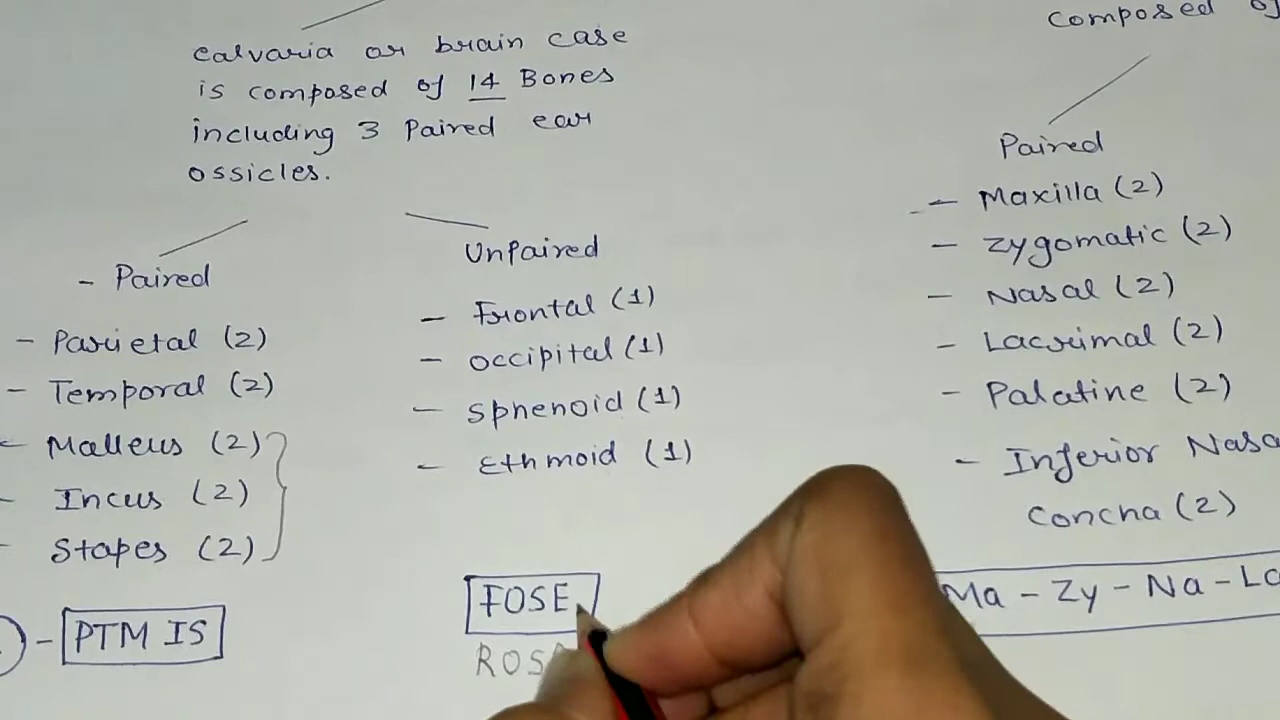 calvaria or brain case
is composed of 14 Bones
including 3 Paired ear
ossicles.
- Paired
- Parietal (2)
- Temporal (2)
- Malleus (2)
- Incus (2)
- Stapes (2)
- PTM IS
Unpaired
- Frontal (1)
- Occipital (1)
- Sphenoid (1)
- Ethmoid (1)
FOSE
composed of
Paired
- Maxilla (2)
- Zygomatic (2)
- Nasal (2)
- Lacrimal (2)
- Palatine (2)
- Inferior Nasa
Concha (2)
Ma - Zy - Na - La